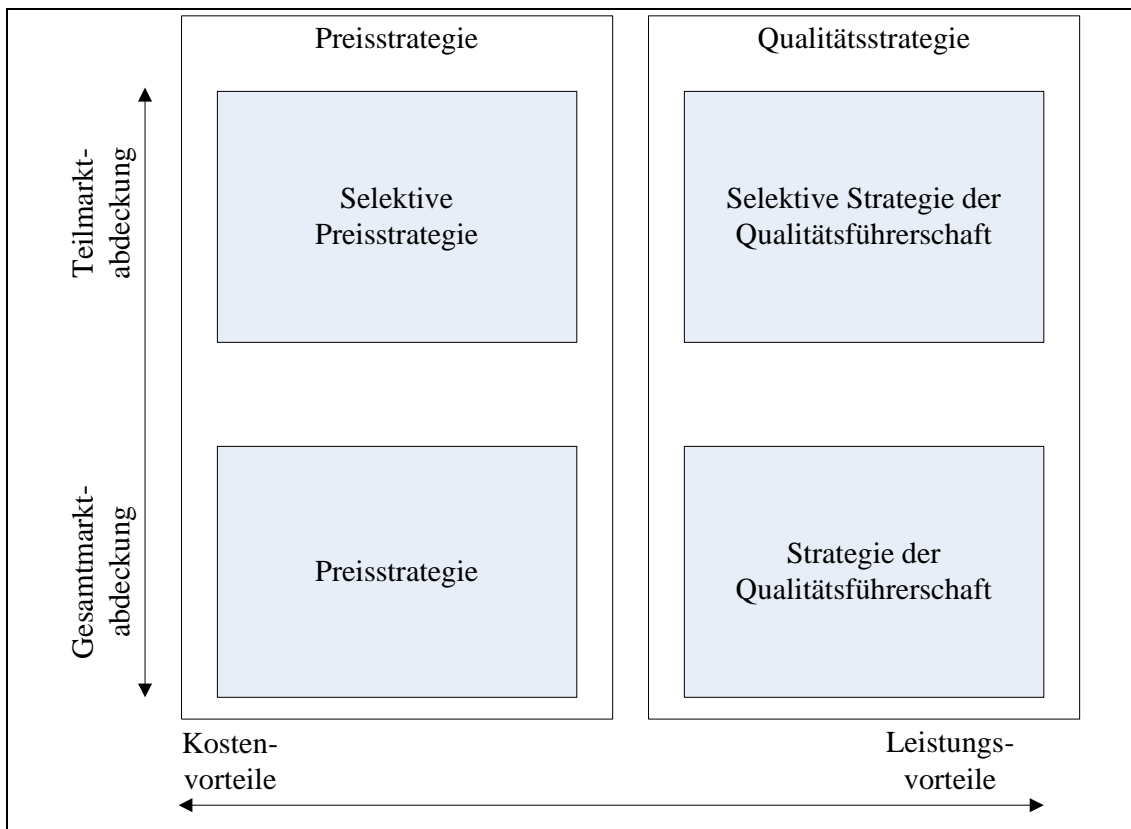 Preisstrategie
Qualitätsstrategie
Teilmarkt-
abdeckung
Selektive
Preisstrategie
Selektive Strategie der
Qualitätsführerschaft
Gesamtmarkt-
abdeckung
Preisstrategie
Strategie der
Qualitätsführerschaft
Kosten-
vorteile
Leistungs-
vorteile